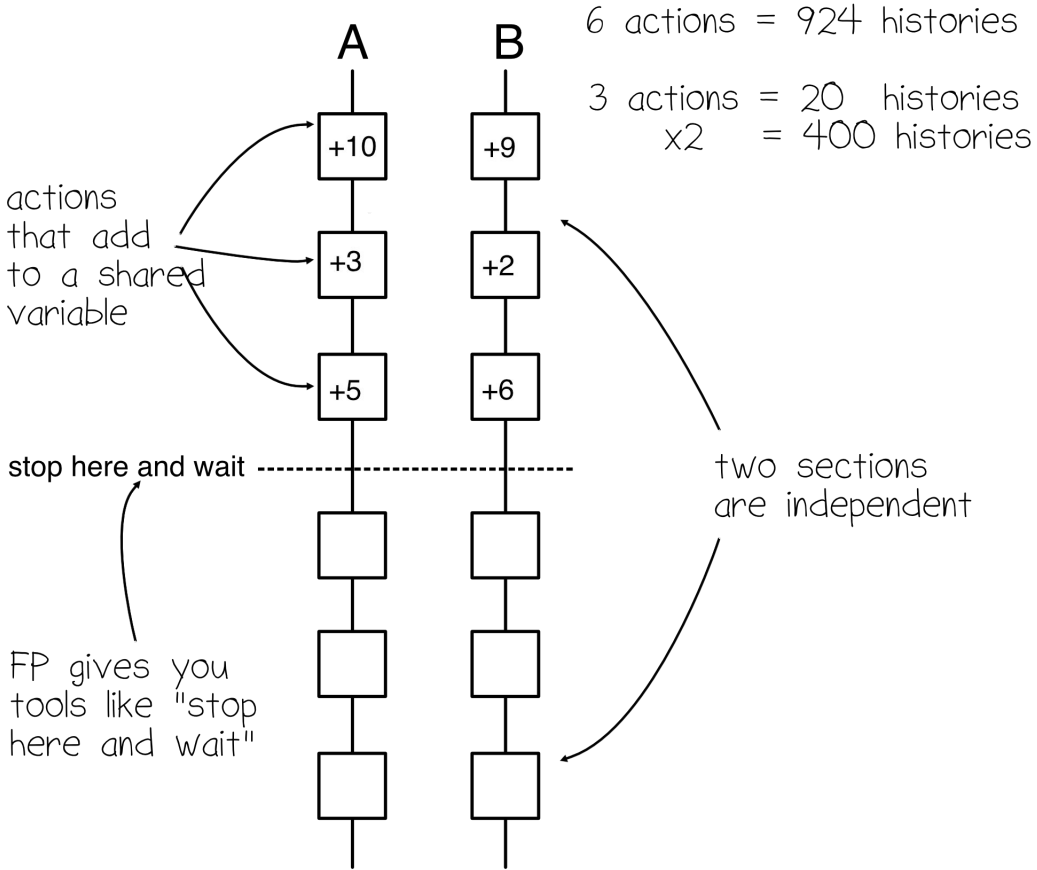 6 actions = 924 histories
3 actions = 20 histories
x2 = 400 histories
A
B
+10
+9
actions
that add
to a shared
variable
+3
+2
+5
+6
stop here and wait
two sections
are independent
FP gives you
tools like "stop
here and wait"